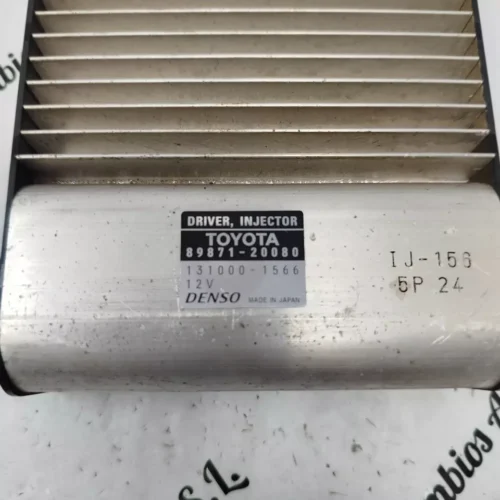 DRIVER, INJECTOR
TOYOTA
89871-20080
131000-1566
12V
DENSO MADE IN JAPAN
IJ-156
5P 24
S.L.